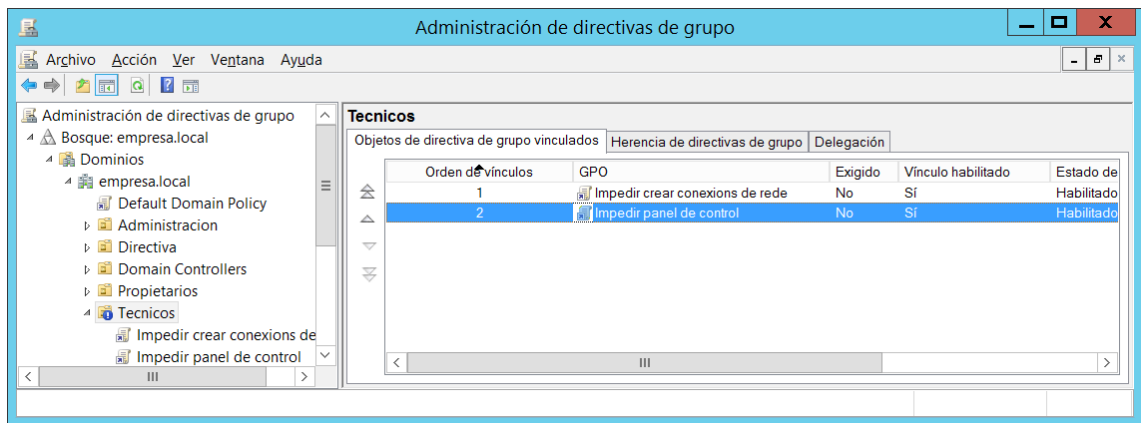 Administración de directivas de grupo
Archivo Acción Ver Ventana Ayuda
Administración de directivas de grupo
Bosque: empresa.local
Dominios
empresa.local
Default Domain Policy
Administracion
Directiva
Domain Controllers
Propietarios
Tecnicos
Impedir crear conexions de
Impedir panel de control
Tecnicos
Objetos de directiva de grupo vinculados Herencia de directivas de grupo Delegación
Orden de vínculos GPO Exigido Vínculo habilitado Estado de
1 Impedir crear conexions de rede No Sí Habilitado
2 Impedir panel de control No Sí Habilitado